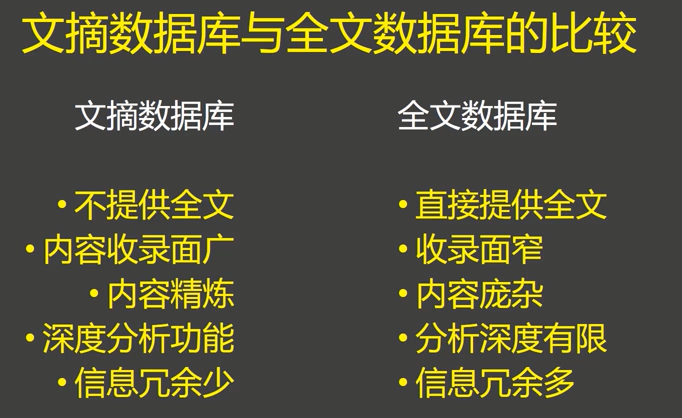 文摘数据库与全文数据库的比较
文摘数据库
• 不提供全文
• 内容收录面广
• 内容精炼
• 深度分析功能
• 信息冗余少
全文数据库
• 直接提供全文
• 收录面窄
• 内容庞杂
• 分析深度有限
• 信息冗余多